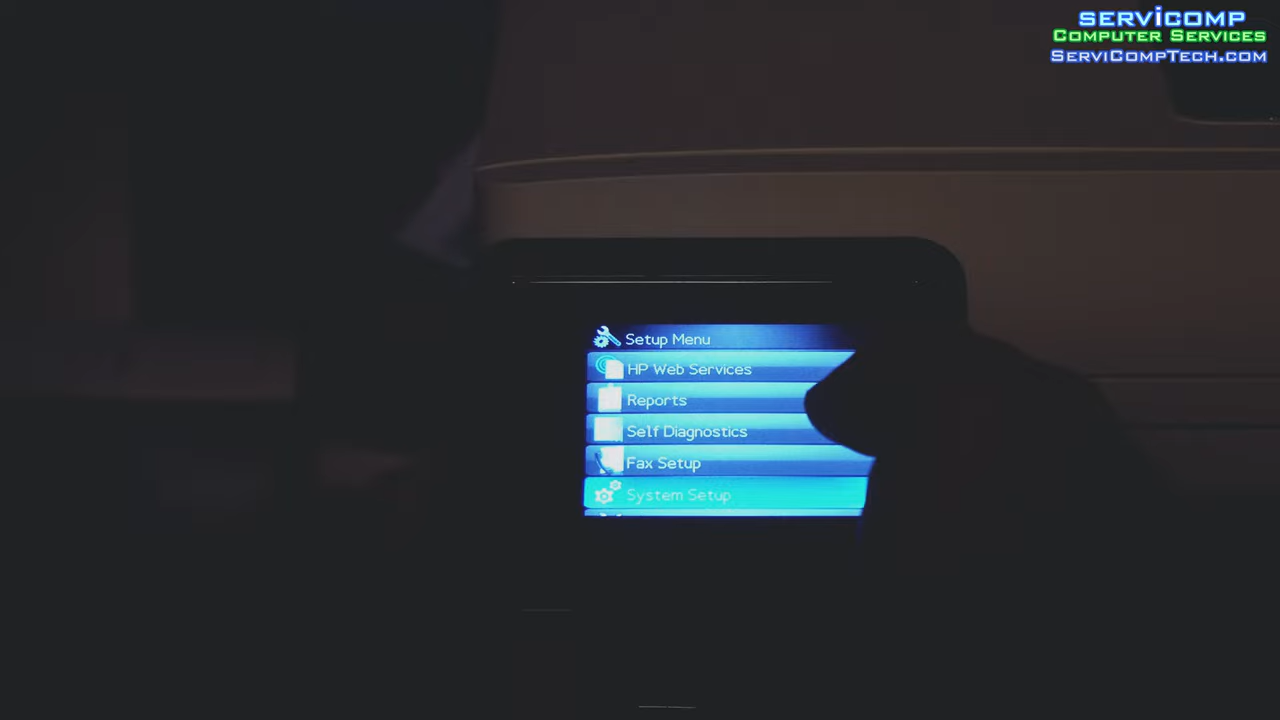 SERViCOMP
COMPUTER SERVICES
SERVICOMPTECH.COM
Setup Menu
HP Web Services
Reports
Self Diagnostics
Fax Setup
System Setup